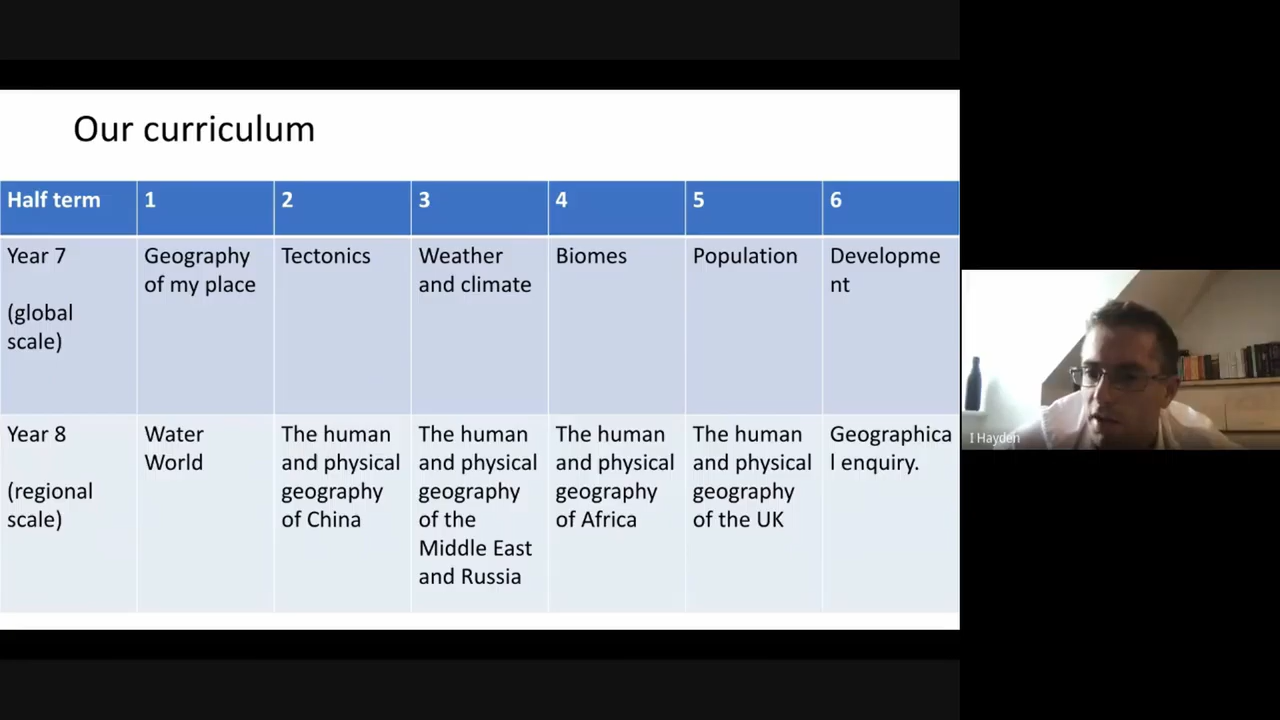 Our curriculum
Half term
1
2
3
4
5
6
Year 7
(global
scale)
Geography
of my place
Tectonics
Weather
and climate
Biomes
Population
Developme
nt
Year 8
(regional
scale)
Water
World
The human
and physical
geography
of China
The human
and physical
geography
of the
Middle East
and Russia
The human
and physical
geography
of Africa
The human
and physical
geography
of the UK
Geographica
l enquiry.
I Hayden